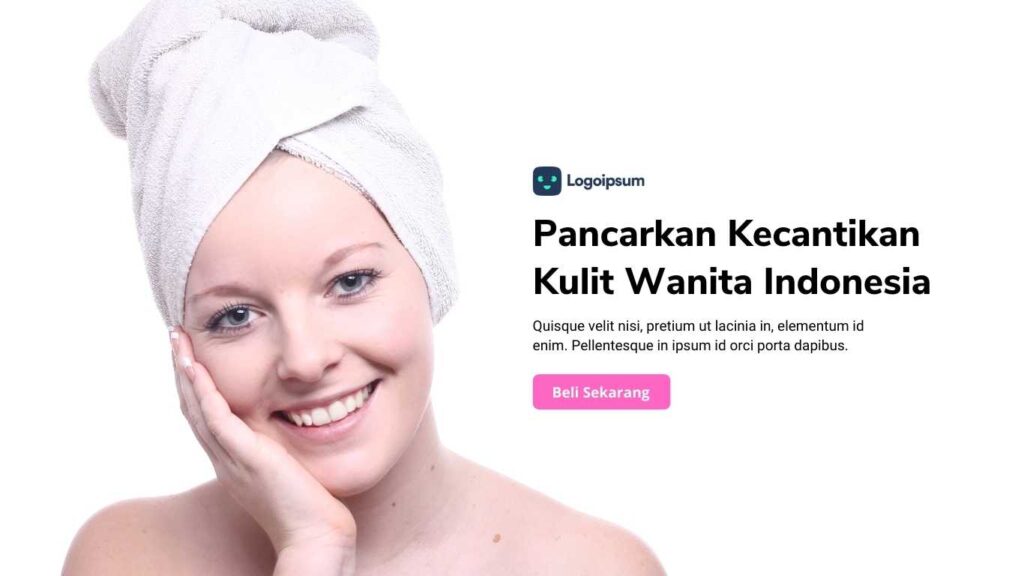 Logoipsum
Pancarkan Kecantikan
Kulit Wanita Indonesia
Quisque velit nisi, pretium ut lacinia in, elementum id
enim. Pellentesque in ipsum id orci porta dapibus.
Beli Sekarang